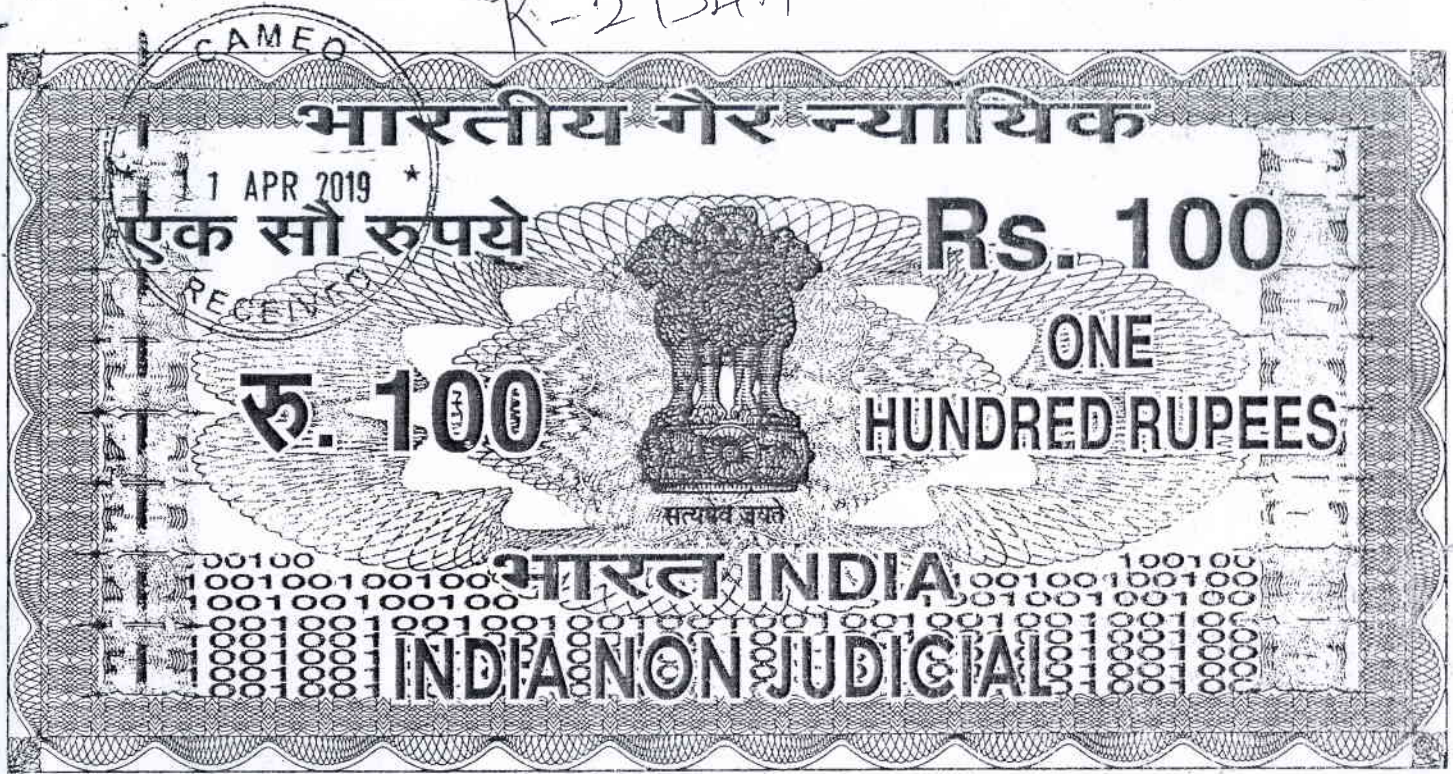 CAMEO
भारतीय गैर न्यायिक
1 APR 2019 *
एक सौ रुपये
Rs. 100
RECEIVED
ONE
रु. 100
HUNDRED RUPEES
सत्यमेव जयते
भारत INDIA
INDIA NON JUDICIAL